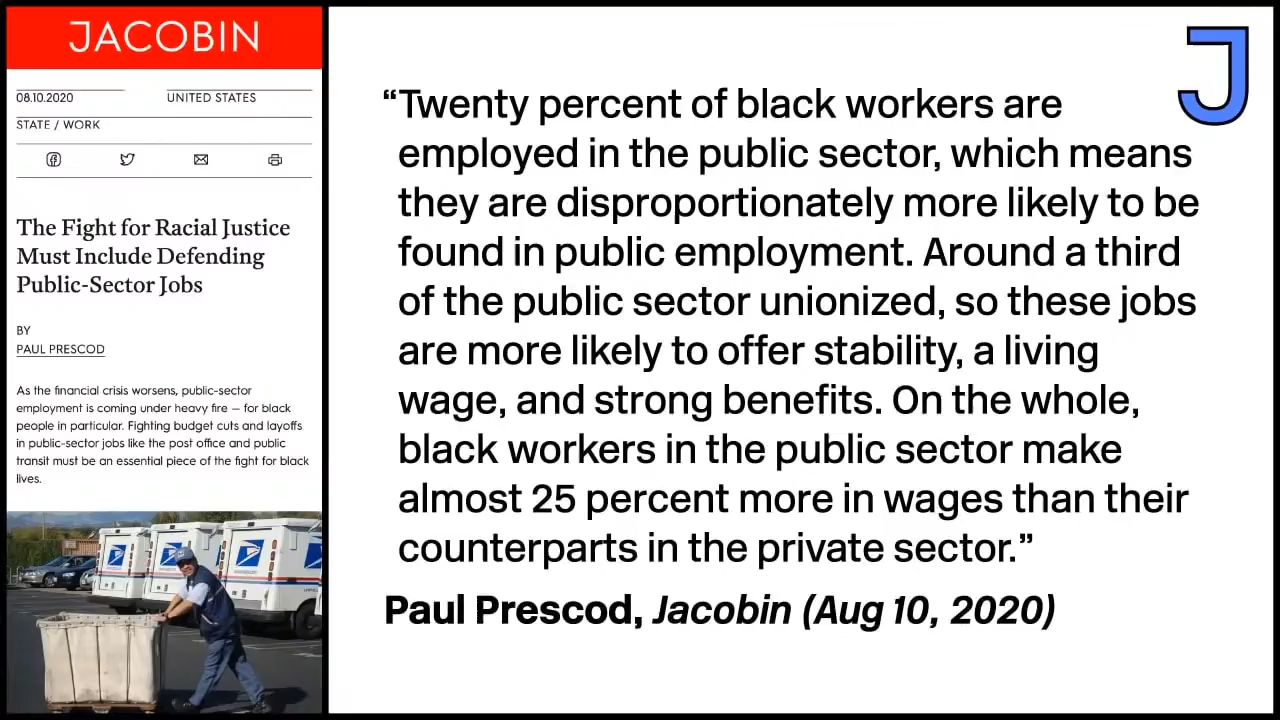 JACOBIN
08.10.2020
UNITED STATES
STATE / WORK
The Fight for Racial Justice
Must Include Defending
Public-Sector Jobs
BY
PAUL PRESCOD
As the financial crisis worsens, public-sector
employment is coming under heavy fire — for black
people in particular. Fighting budget cuts and layoffs
in public-sector jobs like the post office and public
transit must be an essential piece of the fight for black
lives.
J
“Twenty percent of black workers are
employed in the public sector, which means
they are disproportionately more likely to be
found in public employment. Around a third
of the public sector unionized, so these jobs
are more likely to offer stability, a living
wage, and strong benefits. On the whole,
black workers in the public sector make
almost 25 percent more in wages than their
counterparts in the private sector.”
Paul Prescod, Jacobin (Aug 10, 2020)